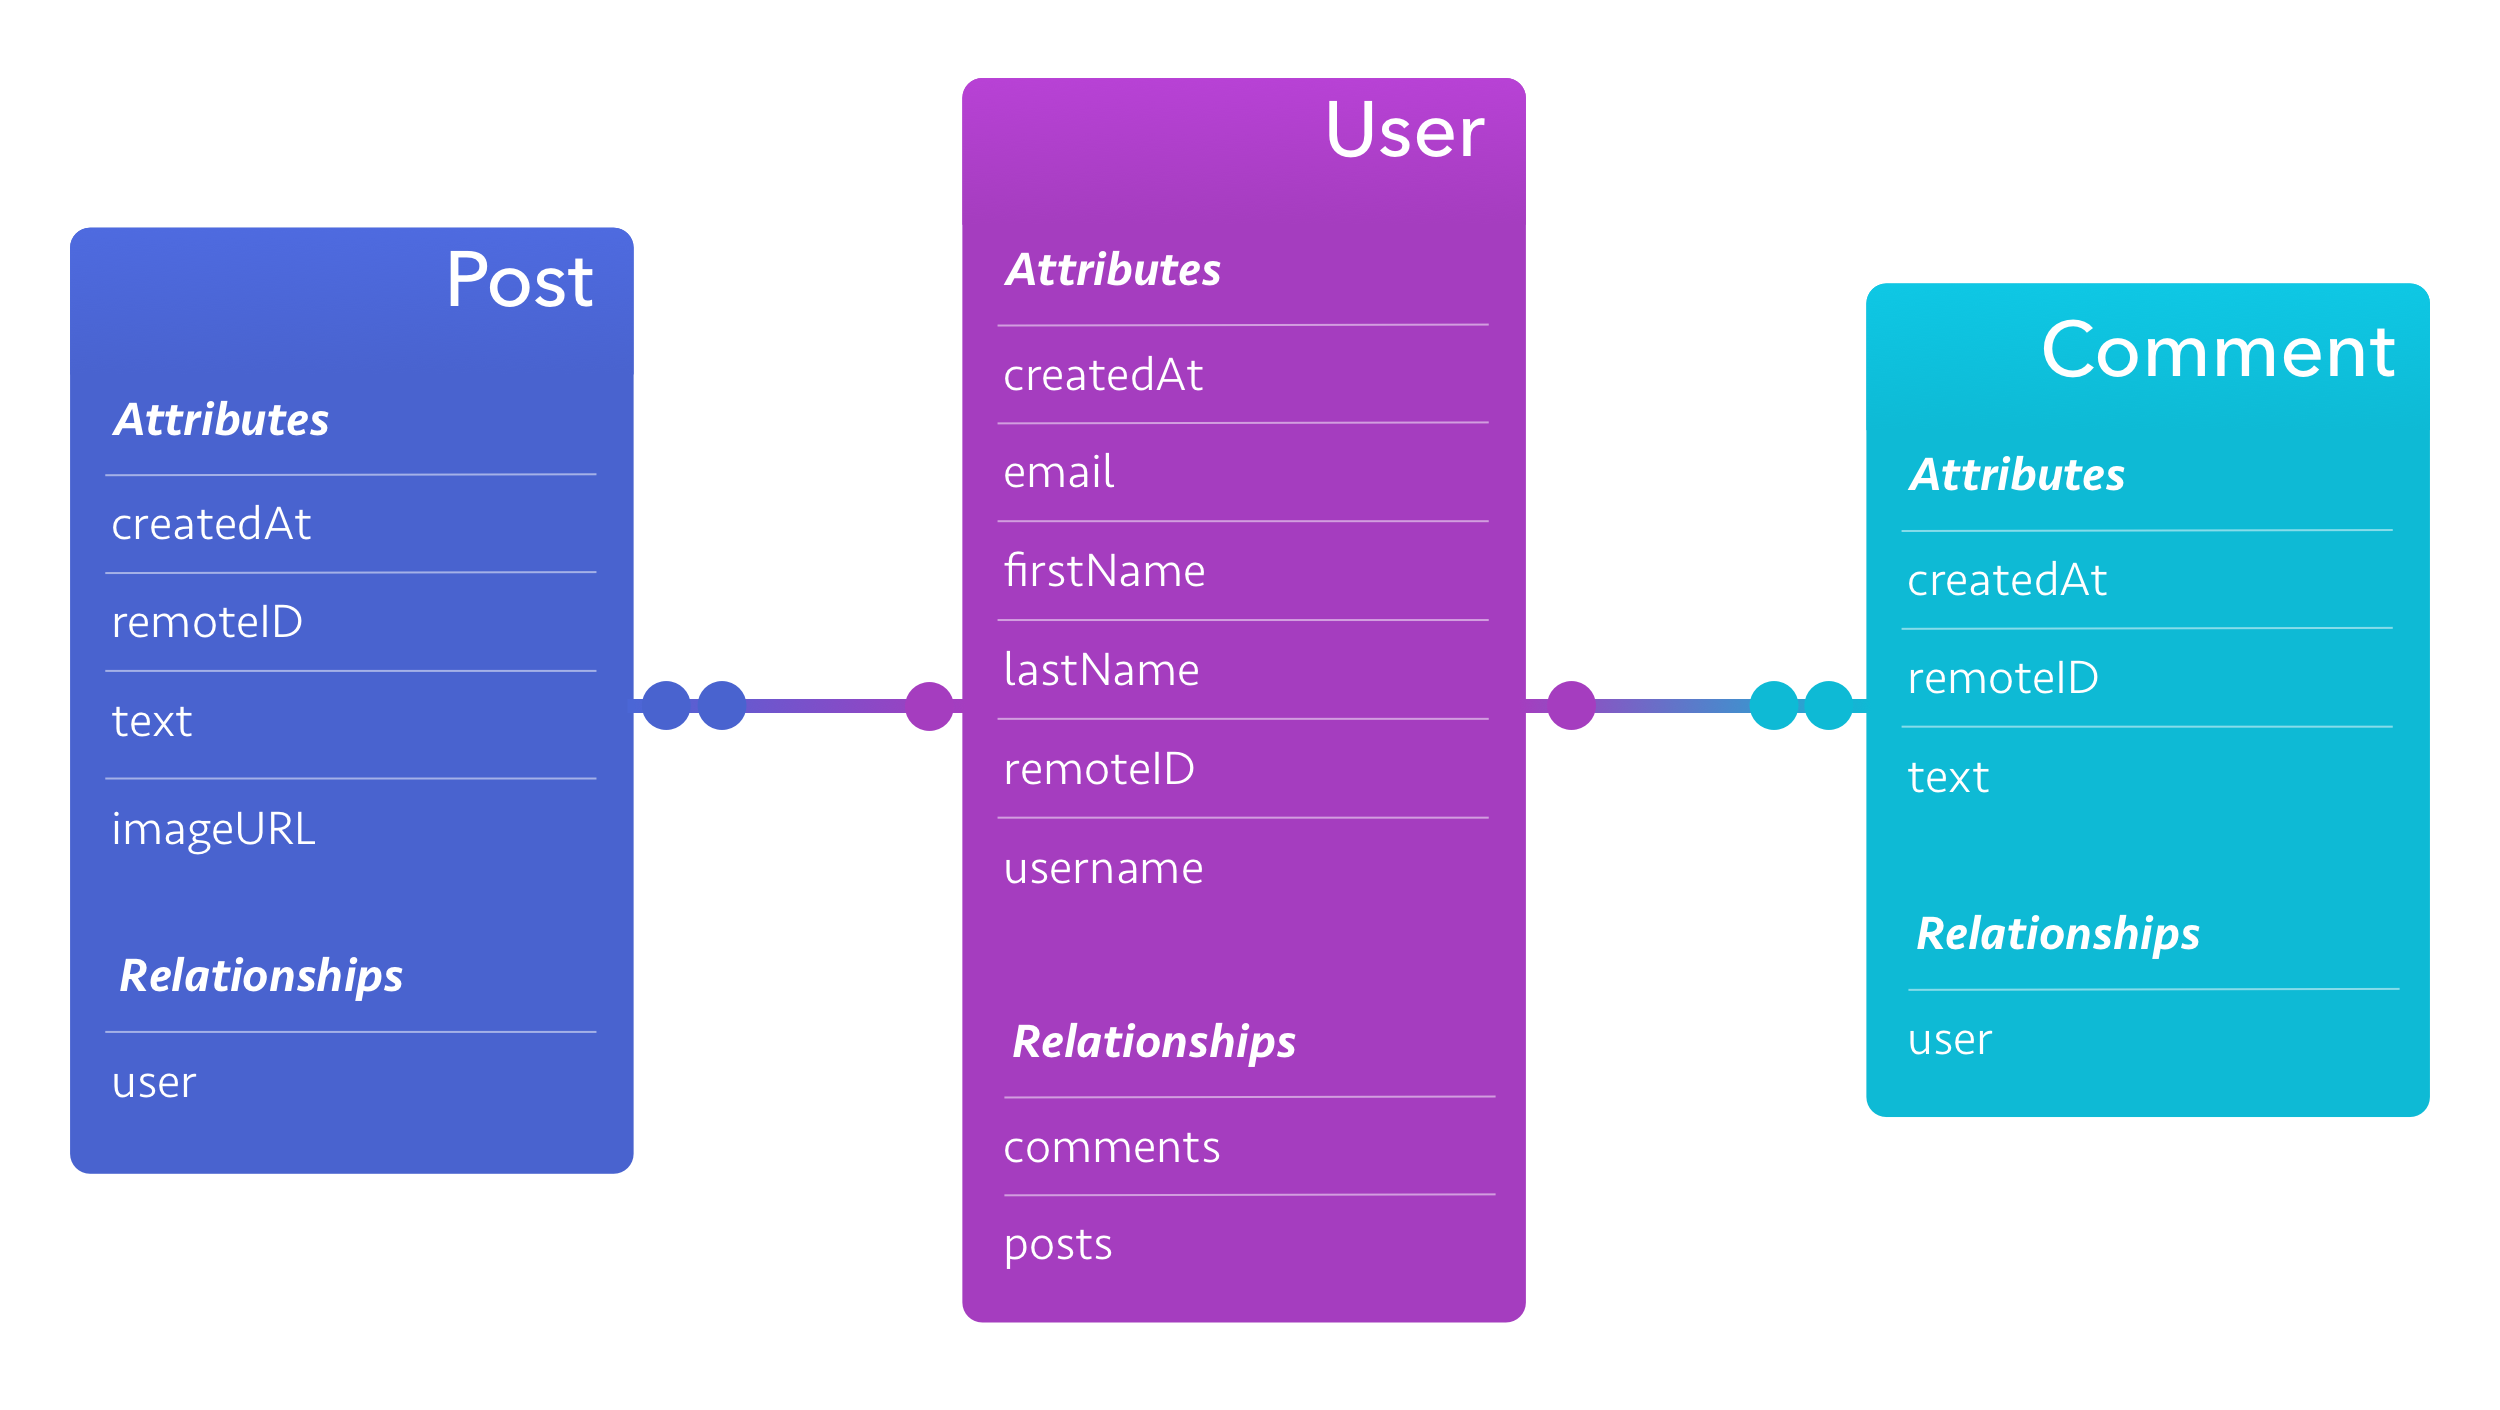 Post
Attributes
createdAt
remoteID
text
imageURL
Relationships
user
User
Attributes
createdAt
email
firstName
lastName
remoteID
username
Relationships
comments
posts
Comment
Attributes
createdAt
remoteID
text
Relationships
user